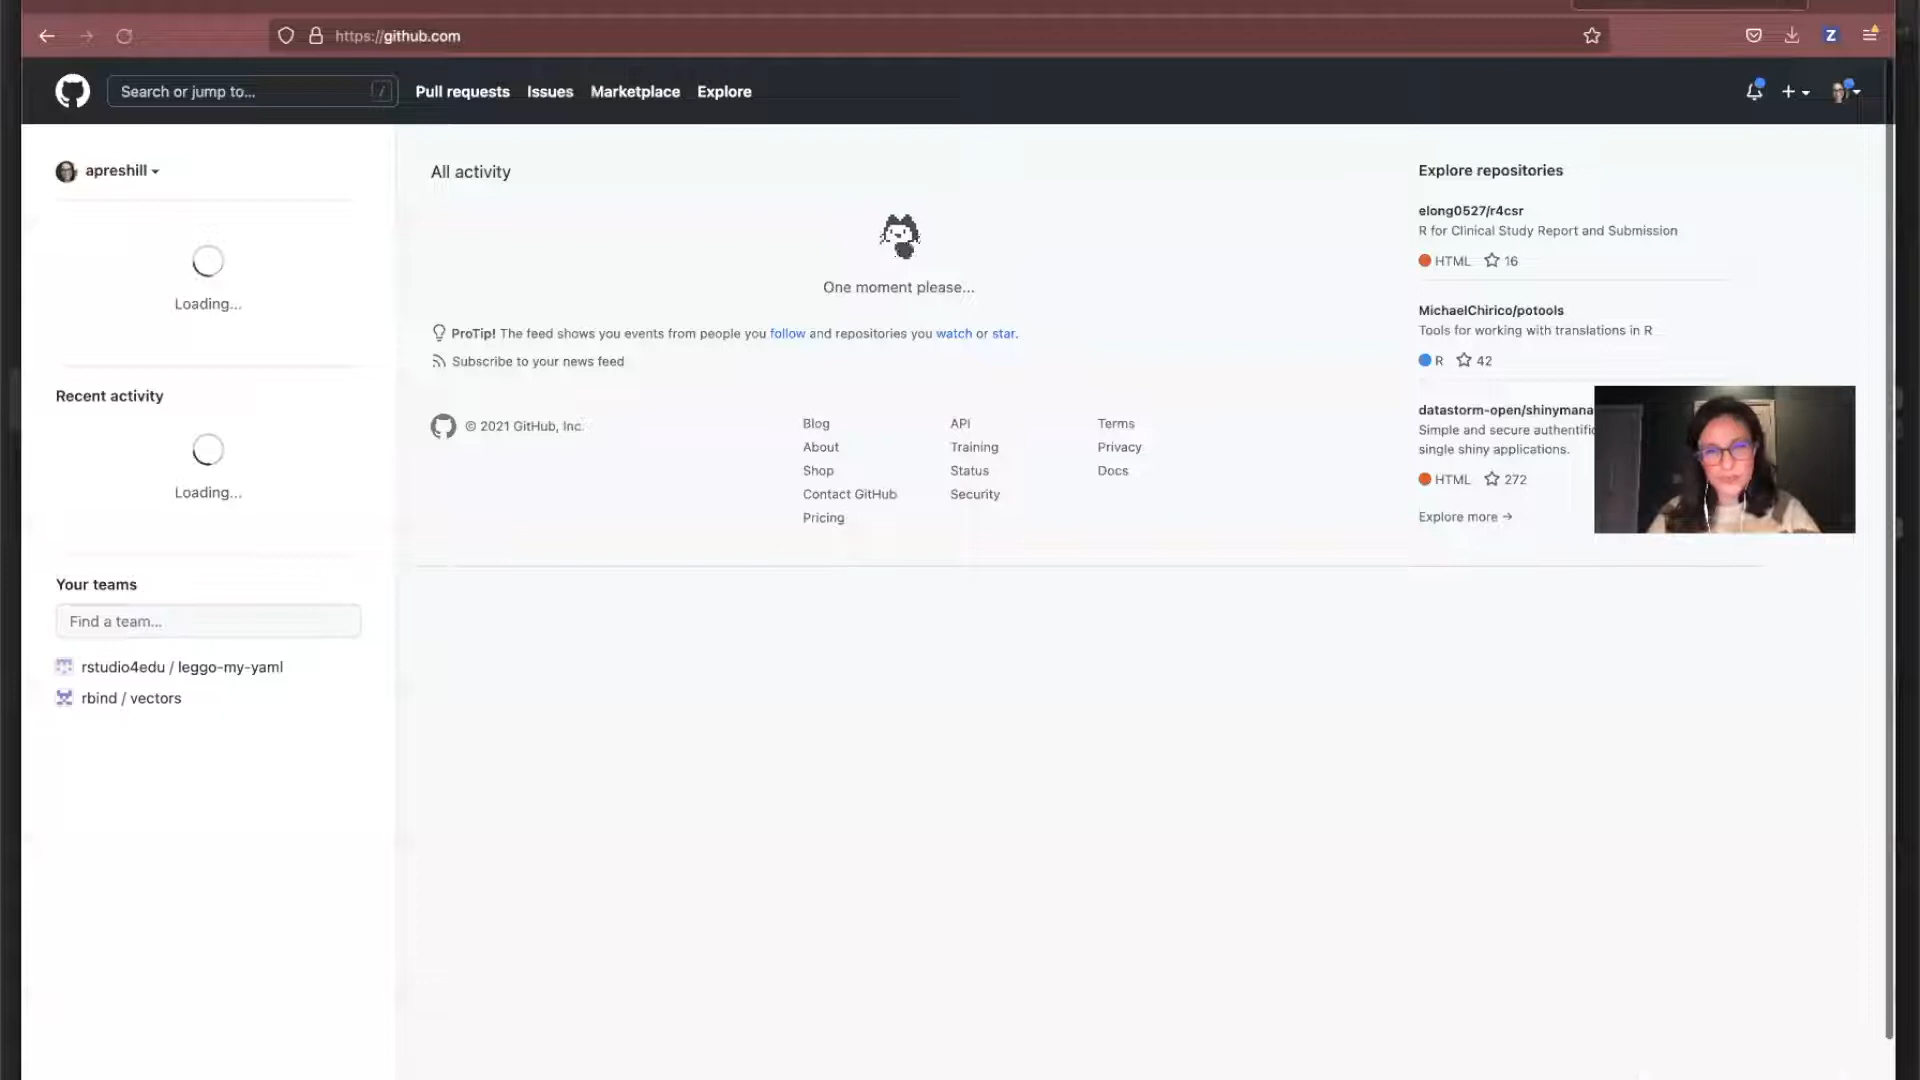 https://github.com
Z
Search or jump to...
/
Pull requests
Issues
Marketplace
Explore
apreshill
Loading...
Recent activity
Loading...
Your teams
Find a team...
rstudio4edu / leggo-my-yaml
rbind / vectors
All activity
One moment please...
ProTip! The feed shows you events from people you follow and repositories you watch or star.
Subscribe to your news feed
© 2021 GitHub, Inc.
Blog
About
Shop
Contact GitHub
Pricing
API
Training
Status
Security
Terms
Privacy
Docs
Explore repositories
elong0527/r4csr
R for Clinical Study Report and Submission
HTML 16
MichaelChirico/potools
Tools for working with translations in R
R 42
datastorm-open/shinymana
Simple and secure authentific
single shiny applications.
HTML 272
Explore more →